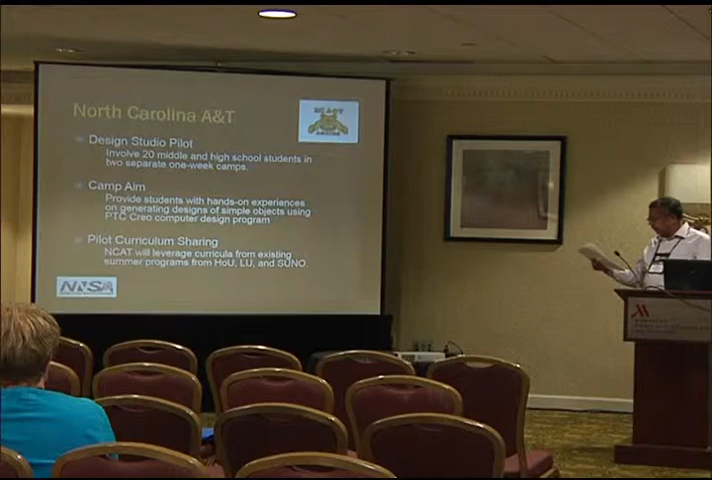 North Carolina A&T
Design Studio Pilot
Involve 20 middle and high school students in
two separate one-week camps.
Camp Aim
Provide students with hands-on experiences
on generating designs of simple objects using
PTC Creo computer design program
Pilot Curriculum Sharing
NCAT will leverage curricula from existing
summer programs from HoU, LU, and SUNO.
NNSA